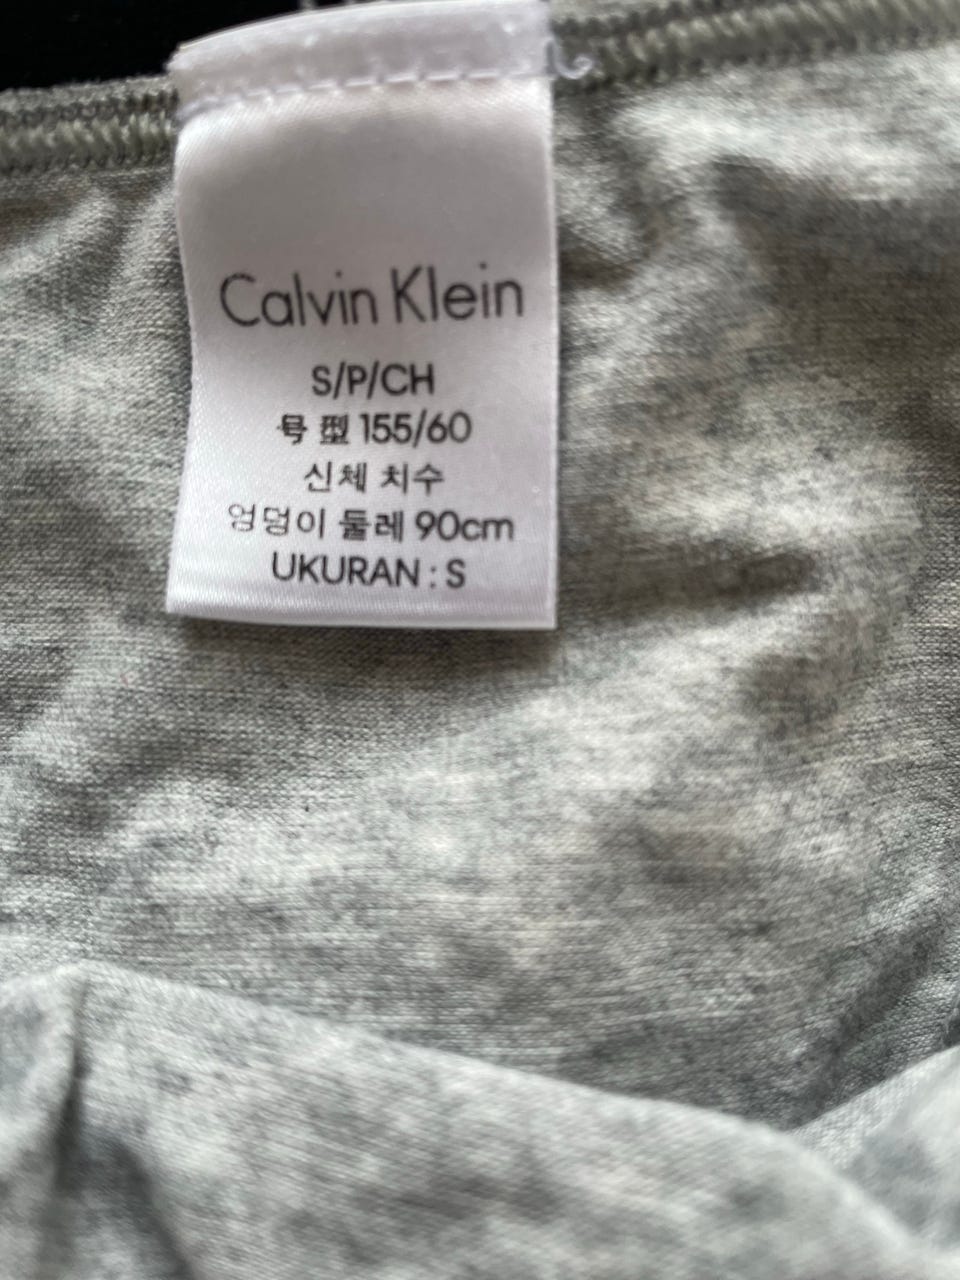 Calvin Klein
S/P/CH
号 型 155/60
신체 치수
엉덩이 둘레 90cm
UKURAN : S